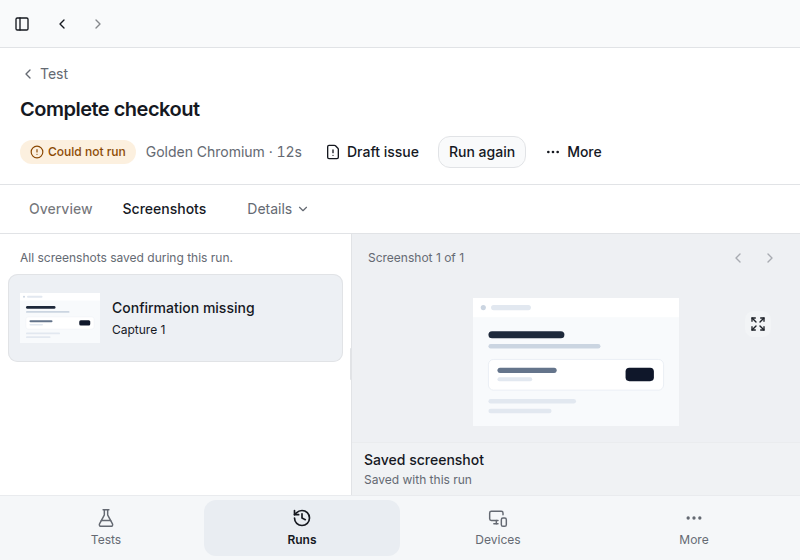 Test
Complete checkout
Could not run
Golden Chromium · 12s
Draft issue
Run again
More
Overview
Screenshots
Details
All screenshots saved during this run.
Confirmation missing
Capture 1
Screenshot 1 of 1
Saved screenshot
Saved with this run
Tests
Runs
Devices
More